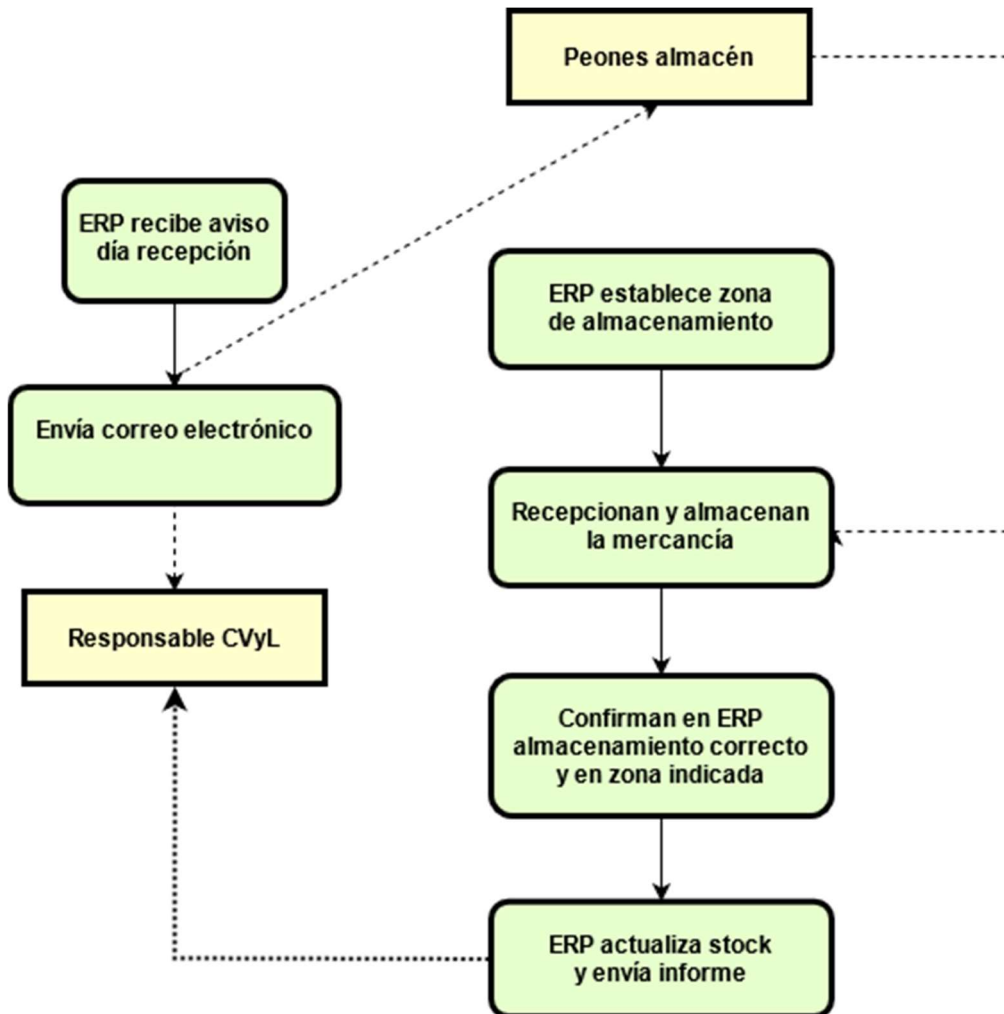 Peones almacén
ERP recibe aviso
día recepción
ERP establece zona
de almacenamiento
Envía correo electrónico
Recepcionan y almacenan
la mercancía
Responsable CVyL
Confirman en ERP
almacenamiento correcto
y en zona indicada
ERP actualiza stock
y envía informe